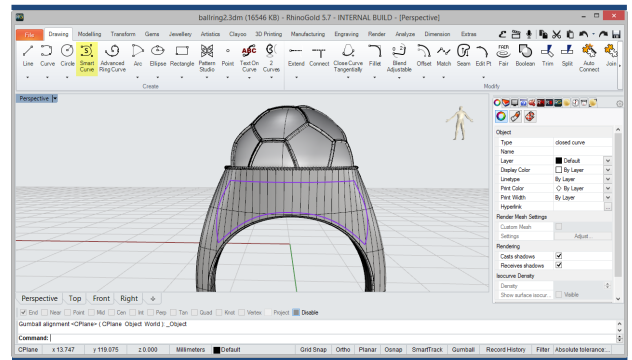 ballring2.3dm (16546 KB) - RhinoGold 5.7 - INTERNAL BUILD - [Perspective]
File Drawing Modelling Transform Gems Jewellery Artistics Clayoo 3D Printing Manufacturing Engraving Render Analyze Dimension Extras
Line Curve Circle Smart Curve Advanced Ring Curve Arc Ellipse Rectangle Pattern Studio Point Text On Curve 2 Curves Extend Connect Close Curve Tangentially Fillet Blend Adjustable Offset Match Seam Edit Pt Fair Boolean Trim Split Auto Connect Join
Create Modify
Perspective
Object
Type closed curve
Name
Layer Default
Display Color By Layer
Linetype By Layer
Print Color By Layer
Print Width By Layer
Hyperlink
Render Mesh Settings
Custom Mesh
Settings Adjust
Rendering
Casts shadows
Receives shadows
Isocurve Density
Density
Show surface isocur... Visible
Perspective Top Front Right
End Near Point Mid Cen Int Perp Tan Quad Knot Vertex Project Disable
Gumball alignment <CPlane> ( CPlane Object World ): _Object
Command:
CPlane x 13.747 y 119.075 z 0.000 Millimeters Default Grid Snap Ortho Planar Osnap SmartTrack Gumball Record History Filter Absolute tolerance:...